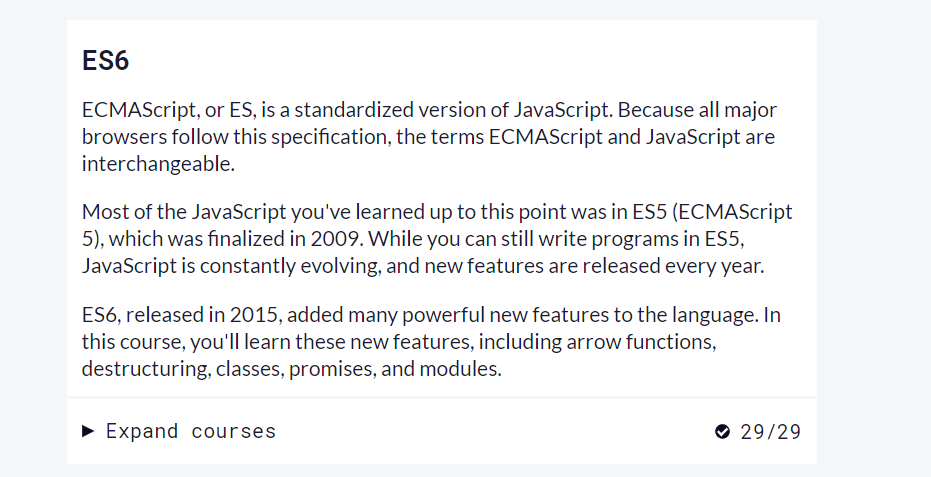 ES6
ECMAScript, or ES, is a standardized version of JavaScript. Because all major
browsers follow this specification, the terms ECMAScript and JavaScript are
interchangeable.
Most of the JavaScript you've learned up to this point was in ES5 (ECMAScript
5), which was finalized in 2009. While you can still write programs in ES5,
JavaScript is constantly evolving, and new features are released every year.
ES6, released in 2015, added many powerful new features to the language. In
this course, you'll learn these new features, including arrow functions,
destructuring, classes, promises, and modules.
Expand courses 29/29